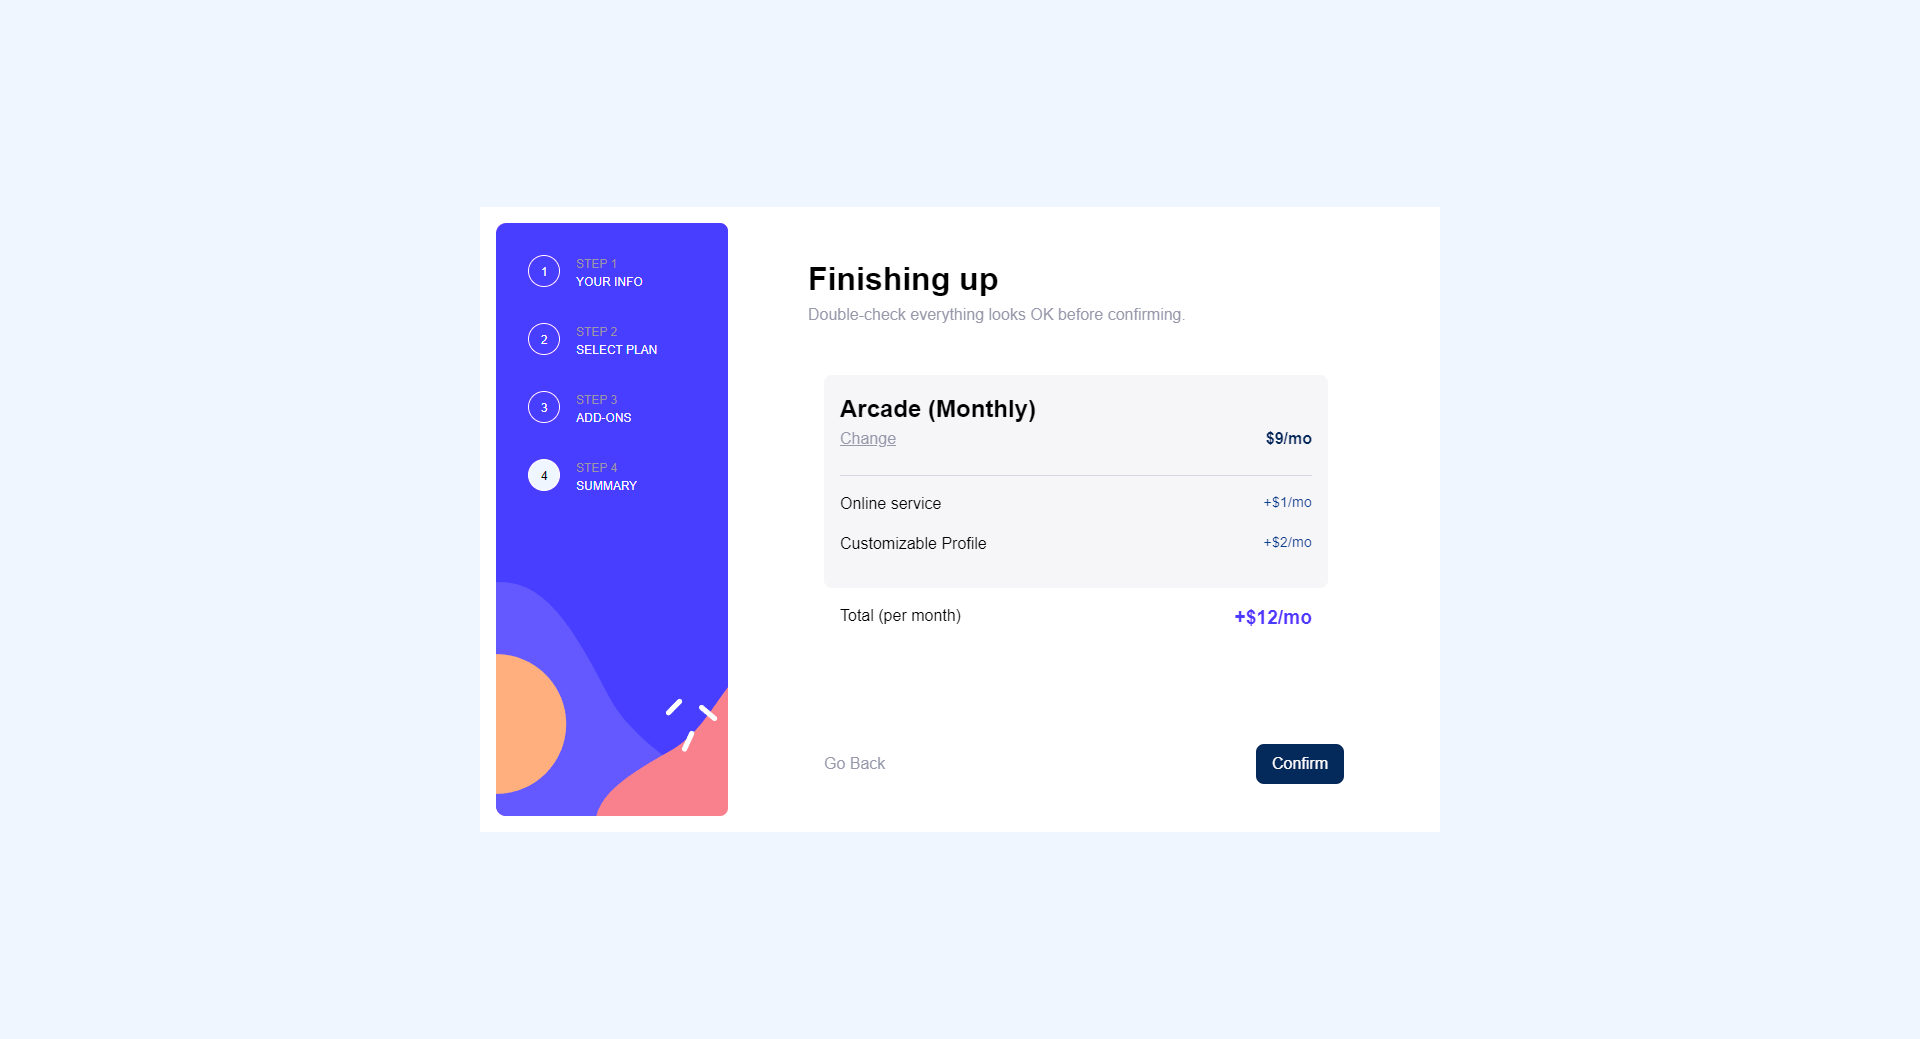 1
STEP 1
YOUR INFO
2
STEP 2
SELECT PLAN
3
STEP 3
ADD-ONS
4
STEP 4
SUMMARY
Finishing up
Double-check everything looks OK before confirming.
Arcade (Monthly)
Change
$9/mo
Online service
+$1/mo
Customizable Profile
+$2/mo
Total (per month)
+$12/mo
Go Back
Confirm